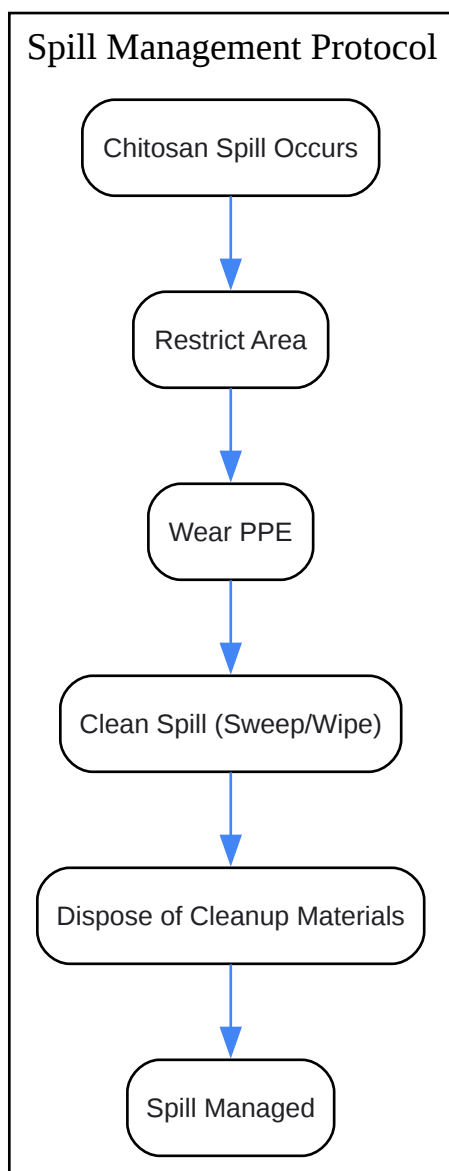 Spill Management Protocol
Chitosan Spill Occurs
Restrict Area
Wear PPE
Clean Spill (Sweep/Wipe)
Dispose of Cleanup Materials
Spill Managed